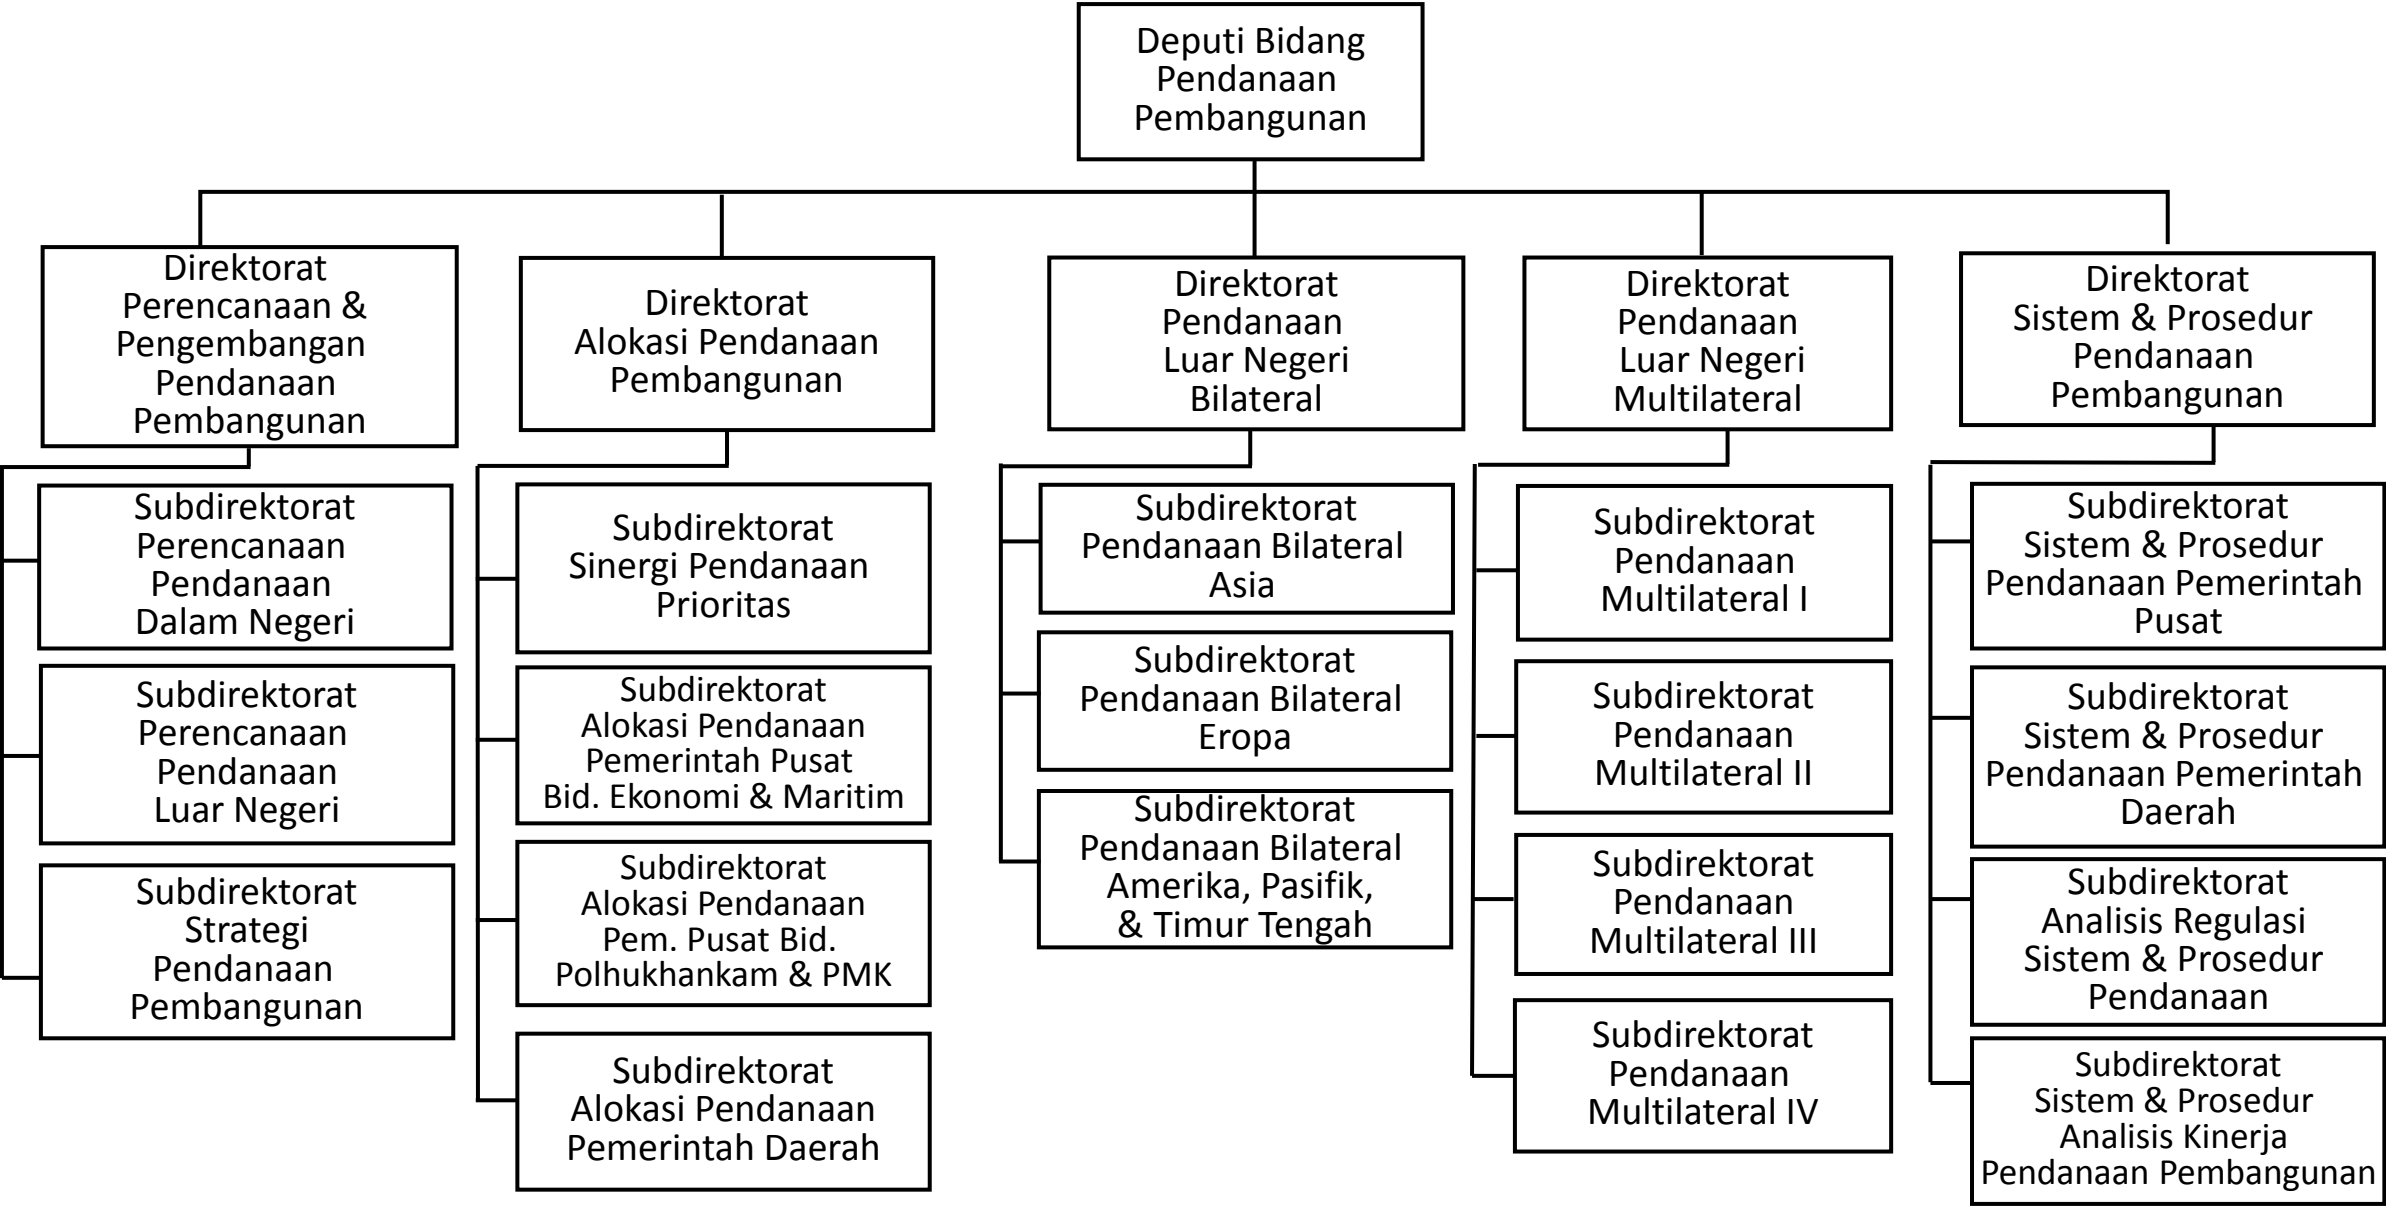 Deputi Bidang
Pendanaan
Pembangunan
Direktorat
Perencanaan &
Pengembangan
Pendanaan
Pembangunan
Direktorat
Alokasi Pendanaan
Pembangunan
Direktorat
Pendanaan
Luar Negeri
Bilateral
Direktorat
Pendanaan
Luar Negeri
Multilateral
Direktorat
Sistem & Prosedur
Pendanaan
Pembangunan
Subdirektorat
Perencanaan
Pendanaan
Dalam Negeri
Subdirektorat
Perencanaan
Pendanaan
Luar Negeri
Subdirektorat
Strategi
Pendanaan
Pembangunan
Subdirektorat
Sinergi Pendanaan
Prioritas
Subdirektorat
Alokasi Pendanaan
Pemerintah Pusat
Bid. Ekonomi & Maritim
Subdirektorat
Alokasi Pendanaan
Pem. Pusat Bid.
Polhukhankam & PMK
Subdirektorat
Alokasi Pendanaan
Pemerintah Daerah
Subdirektorat
Pendanaan Bilateral
Asia
Subdirektorat
Pendanaan Bilateral
Eropa
Subdirektorat
Pendanaan Bilateral
Amerika, Pasifik,
& Timur Tengah
Subdirektorat
Pendanaan
Multilateral I
Subdirektorat
Pendanaan
Multilateral II
Subdirektorat
Pendanaan
Multilateral III
Subdirektorat
Pendanaan
Multilateral IV
Subdirektorat
Sistem & Prosedur
Pendanaan Pemerintah
Pusat
Subdirektorat
Sistem & Prosedur
Pendanaan Pemerintah
Daerah
Subdirektorat
Analisis Regulasi
Sistem & Prosedur
Pendanaan
Subdirektorat
Sistem & Prosedur
Analisis Kinerja
Pendanaan Pembangunan